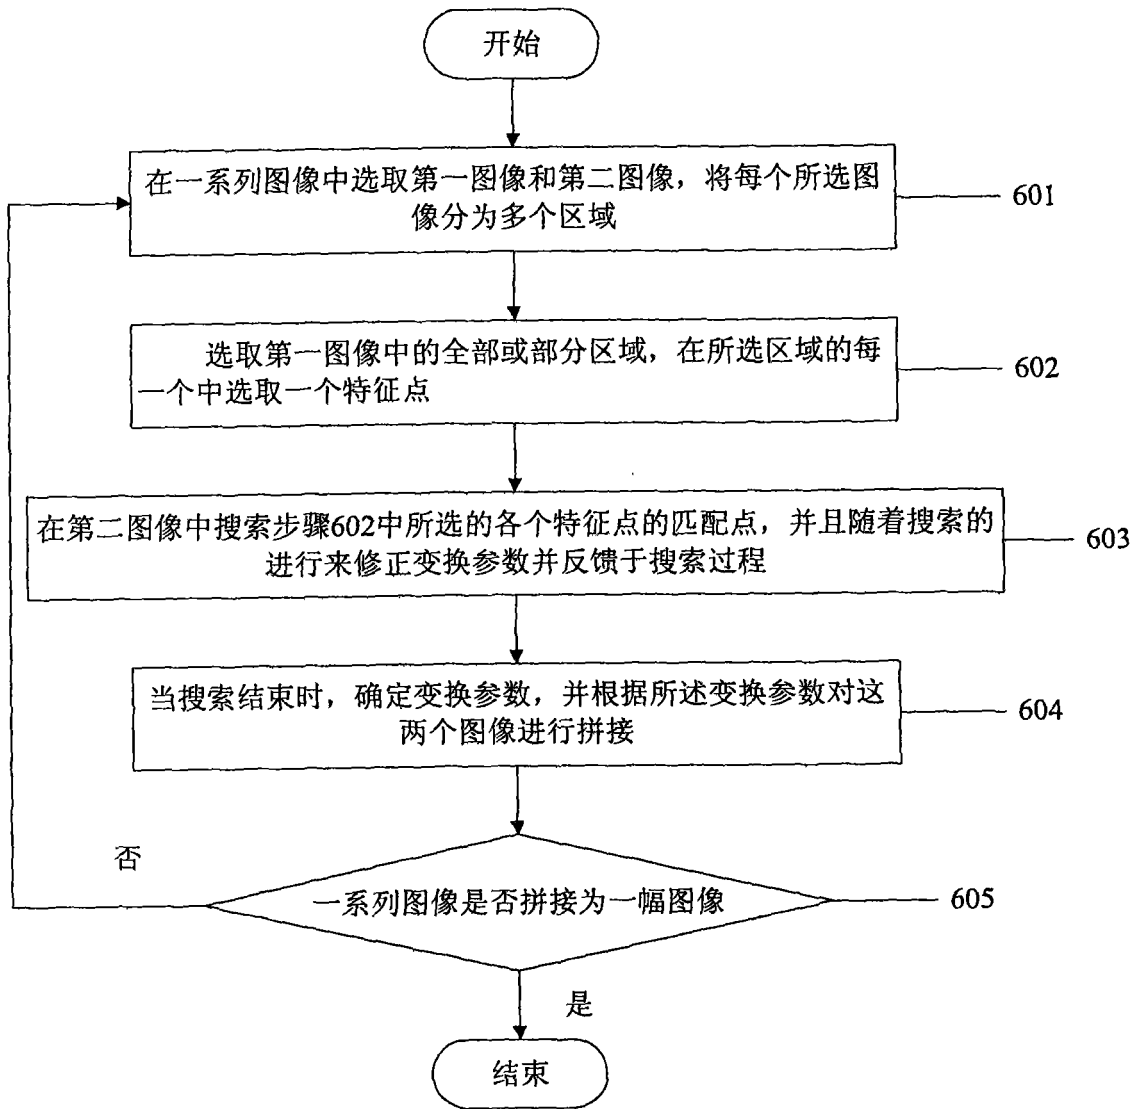 开始
在一系列图像中选取第一图像和第二图像，将每个所选图
像分为多个区域
601
选取第一图像中的全部或部分区域，在所选区域的每
一个中选取一个特征点
602
在第二图像中搜索步骤602中所选的各个特征点的匹配点，并且随着搜索的
进行来修正变换参数并反馈于搜索过程
603
当搜索结束时，确定变换参数，并根据所述变换参数对这
两个图像进行拼接
604
否
一系列图像是否拼接为一幅图像
605
是
结束